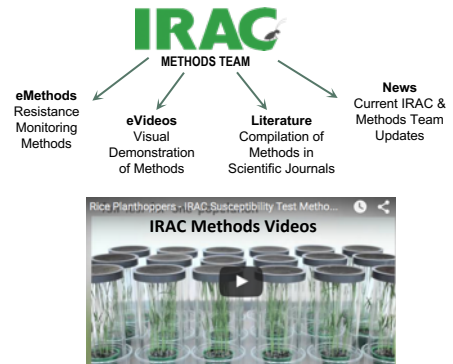 IRAC
METHODS TEAM
eMethods
Resistance
Monitoring
Methods
eVideos
Visual
Demonstration
of Methods
Literature
Compilation of
Methods in
Scientific Journals
News
Current IRAC &
Methods Team
Updates
Rice Planthoppers - IRAC Susceptibility Test Metho...
IRAC Methods Videos